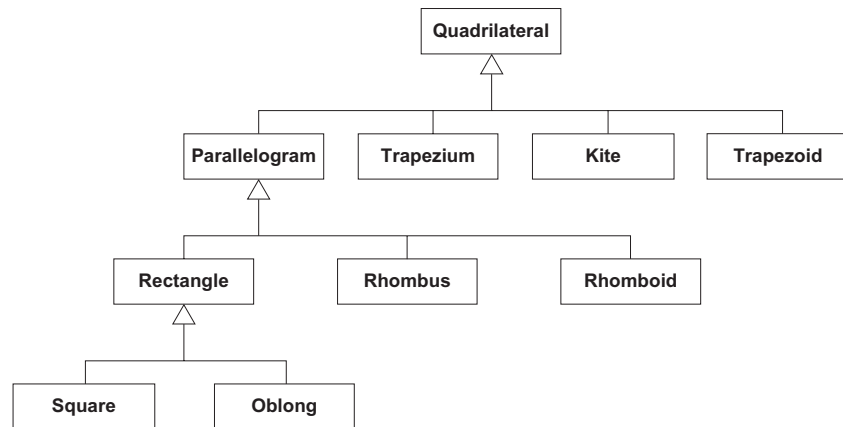 Quadrilateral
Parallelogram
Trapezium
Kite
Trapezoid
Rectangle
Rhombus
Rhomboid
Square
Oblong